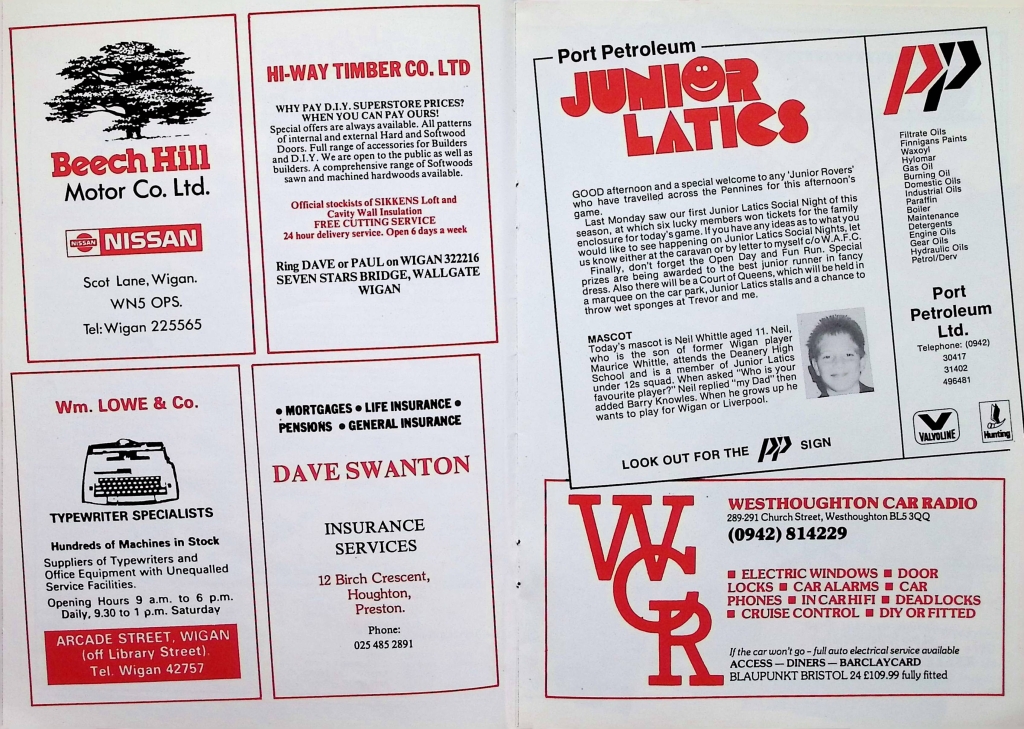 Beech Hill
Motor Co. Ltd.
NISSAN NISSAN
Scot Lane, Wigan.
WN5 OPS.
Tel: Wigan 225565
HI-WAY TIMBER CO. LTD
WHY PAY D.I.Y. SUPERSTORE PRICES?
WHEN YOU CAN PAY OURS!
Special offers are always available. All patterns
of internal and external Hard and Softwood
Doors. Full range of accessories for Builders
and D.I.Y. We are open to the public as well as
builders. A comprehensive range of Softwoods
sawn and machined hardwoods available.
Official stockists of SIKKENS Loft and
Cavity Wall Insulation
FREE CUTTING SERVICE
24 hour delivery service. Open 6 days a week
Ring DAVE or PAUL on WIGAN 322216
SEVEN STARS BRIDGE, WALLGATE
WIGAN
Wm. LOWE & Co.
TYPEWRITER SPECIALISTS
Hundreds of Machines in Stock
Suppliers of Typewriters and
Office Equipment with Unequalled
Service Facilities.
Opening Hours 9 a.m. to 6 p.m.
Daily, 9.30 to 1 p.m. Saturday
ARCADE STREET, WIGAN
(off Library Street).
Tel. Wigan 42757
• MORTGAGES • LIFE INSURANCE •
PENSIONS • GENERAL INSURANCE
DAVE SWANTON
INSURANCE
SERVICES
12 Birch Crescent,
Houghton,
Preston.
Phone:
025 485 2891
Port Petroleum
JUNIOR
LATICS
GOOD afternoon and a special welcome to any 'Junior Rovers'
who have travelled across the Pennines for this afternoon's
game.
Last Monday saw our first Junior Latics Social Night of this
season, at which six lucky members won tickets for the family
enclosure for today's game. If you have any ideas as to what you
would like to see happening on Junior Latics Social Nights, let
us know either at the caravan or by letter to myself c/o W.A.F.C.
Finally, don't forget the Open Day and Fun Run. Special
prizes are being awarded to the best junior runner in fancy
dress. Also there will be a Court of Queens, which will be held in
a marquee on the car park, Junior Latics stalls and a chance to
throw wet sponges at Trevor and me.
MASCOT
Today's mascot is Neil Whittle aged 11. Neil,
who is the son of former Wigan player
Maurice Whittle, attends the Deanery High
School and is a member of Junior Latics
under 12s squad. When asked "Who is your
favourite player?" Neil replied "my Dad" then
added Barry Knowles. When he grows up he
wants to play for Wigan or Liverpool.
LOOK OUT FOR THE PP SIGN
PP
Filtrate Oils
Finnigans Paints
Waxoyl
Hylomar
Gas Oil
Burning Oil
Domestic Oils
Industrial Oils
Paraffin
Boiler
Maintenance
Detergents
Engine Oils
Gear Oils
Hydraulic Oils
Petrol/Derv
Port
Petroleum
Ltd.
Telephone: (0942)
30417
31402
496481
VALVOLINE
Hunting
WCR
WESTHOUGHTON CAR RADIO
289-291 Church Street, Westhoughton BL5 3QQ
(0942) 814229
■ ELECTRIC WINDOWS ■ DOOR
LOCKS ■ CAR ALARMS ■ CAR
PHONES ■ IN CAR HIFI ■ DEADLOCKS
■ CRUISE CONTROL ■ DIY OR FITTED
If the car won't go – full auto electrical service available
ACCESS — DINERS — BARCLAYCARD
BLAUPUNKT BRISTOL 24 £109.99 fully fitted